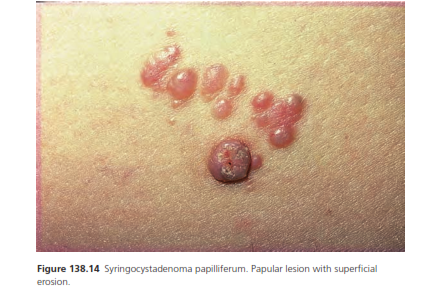 Figure 138.14 Syringocystadenoma papilliferum. Papular lesion with superficial
erosion.